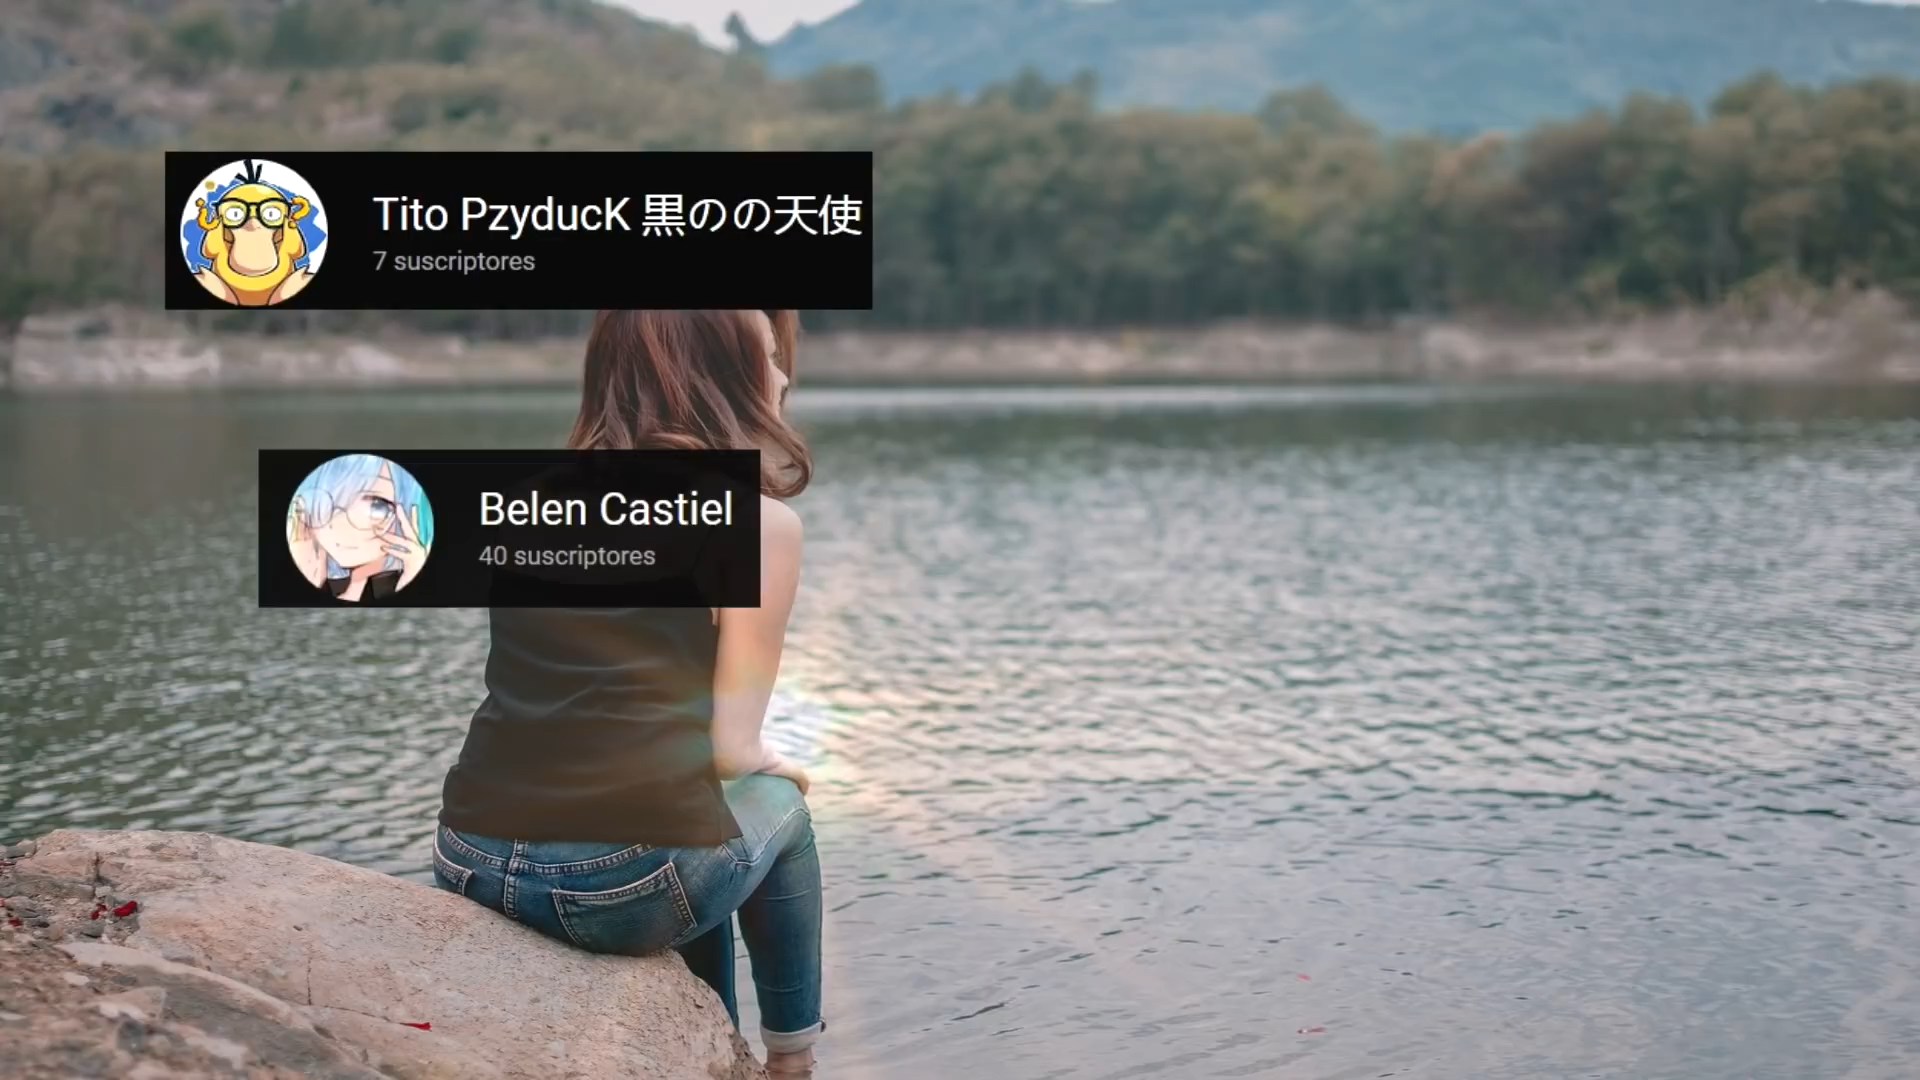 Tito PzyducK 黒のの天使
7 suscriptores
Belen Castiel
40 suscriptores